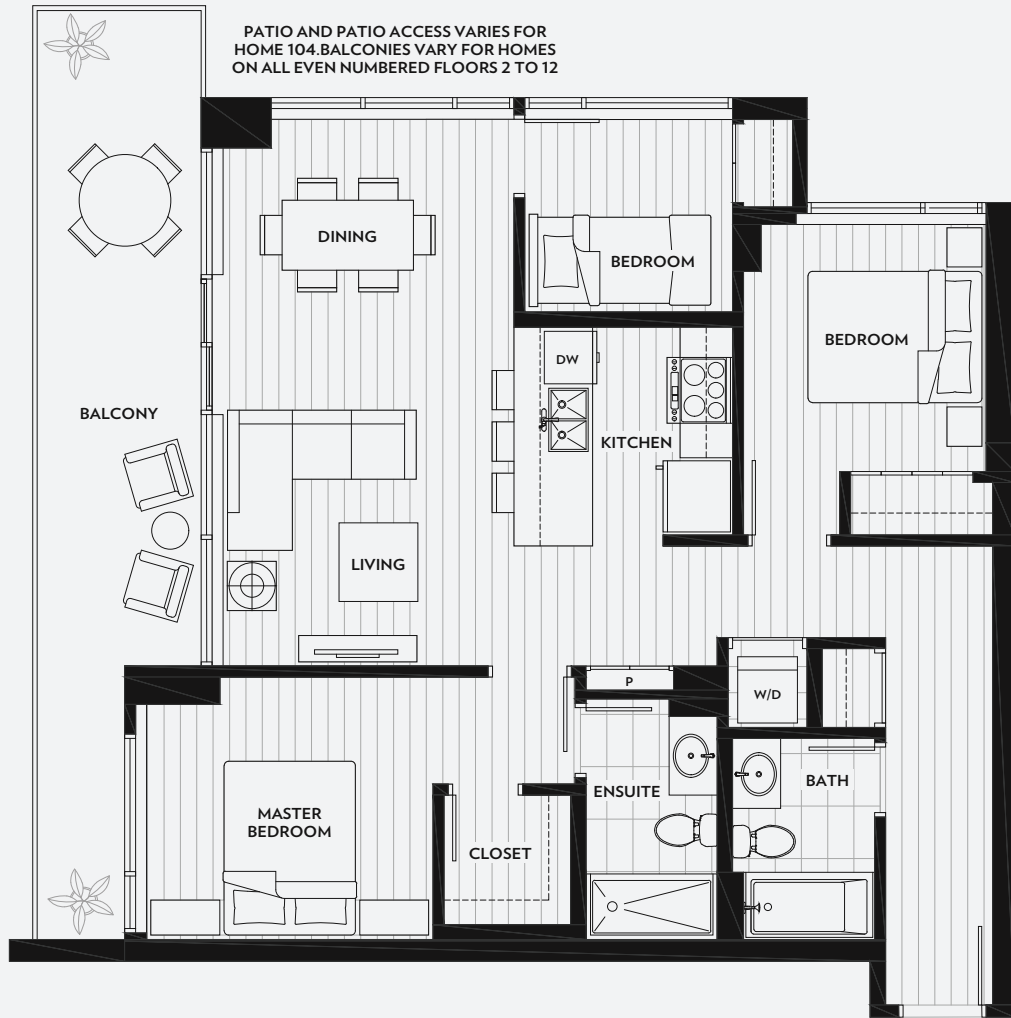 PATIO AND PATIO ACCESS VARIES FOR
HOME 104.BALCONIES VARY FOR HOMES
ON ALL EVEN NUMBERED FLOORS 2 TO 12
DINING
BEDROOM
BEDROOM
DW
BALCONY
KITCHEN
LIVING
P
W/D
ENSUITE
BATH
MASTER
BEDROOM
CLOSET